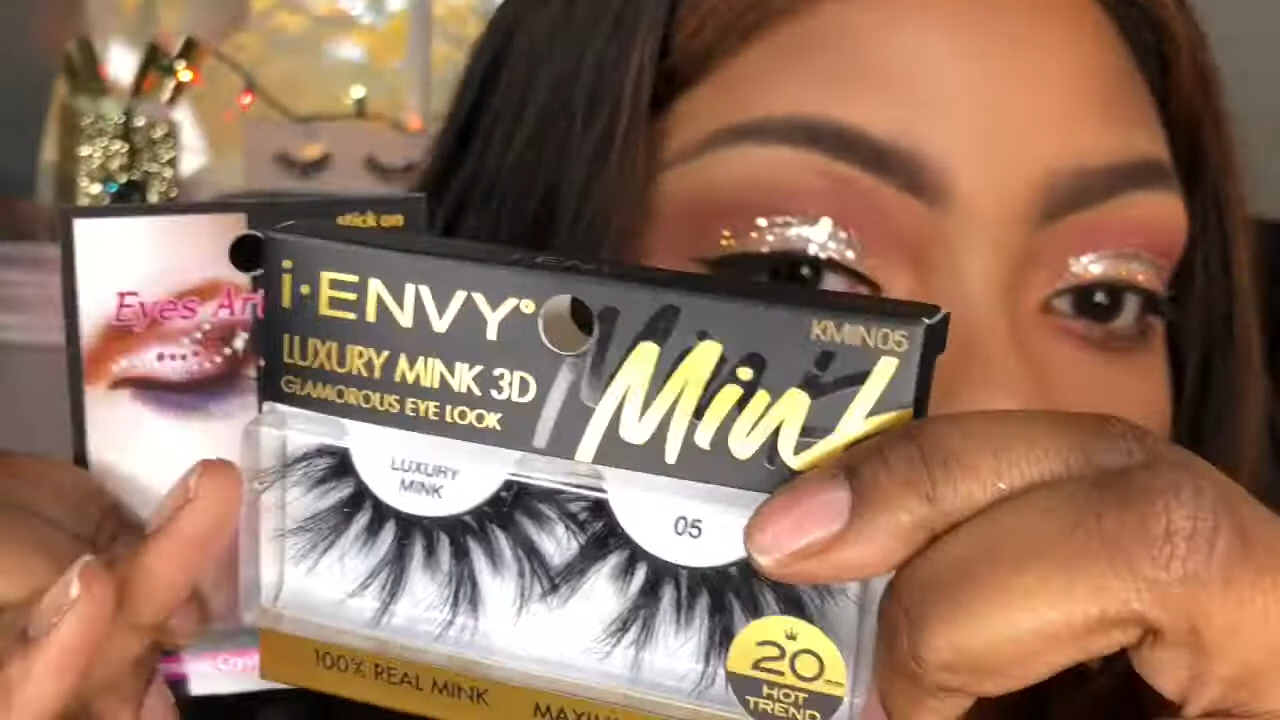 stick on
Eyes Art
i·ENVY
LUXURY MINK 3D
GLAMOROUS EYE LOOK
Mink
KMIN05
LUXURY
MINK
05
20
HOT
TREND
100% REAL MINK